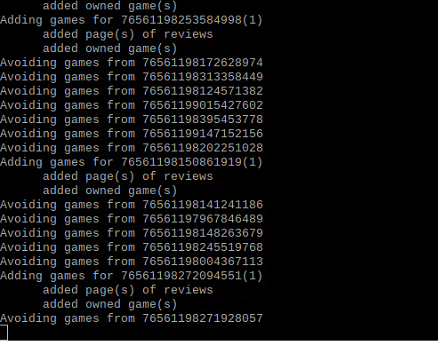 added owned game(s)
Adding games for 76561198253584998(1)
added page(s) of reviews
added owned game(s)
Avoiding games from 76561198172628974
Avoiding games from 76561198313358449
Avoiding games from 76561198124571382
Avoiding games from 76561199015427602
Avoiding games from 76561198395453778
Avoiding games from 76561199147152156
Avoiding games from 76561198202251028
Adding games for 76561198150861919(1)
added page(s) of reviews
added owned game(s)
Avoiding games from 76561198141241186
Avoiding games from 76561197967846489
Avoiding games from 76561198148263679
Avoiding games from 76561198245519768
Avoiding games from 76561198004367113
Adding games for 76561198272094551(1)
added page(s) of reviews
added owned game(s)
Avoiding games from 76561198271928057